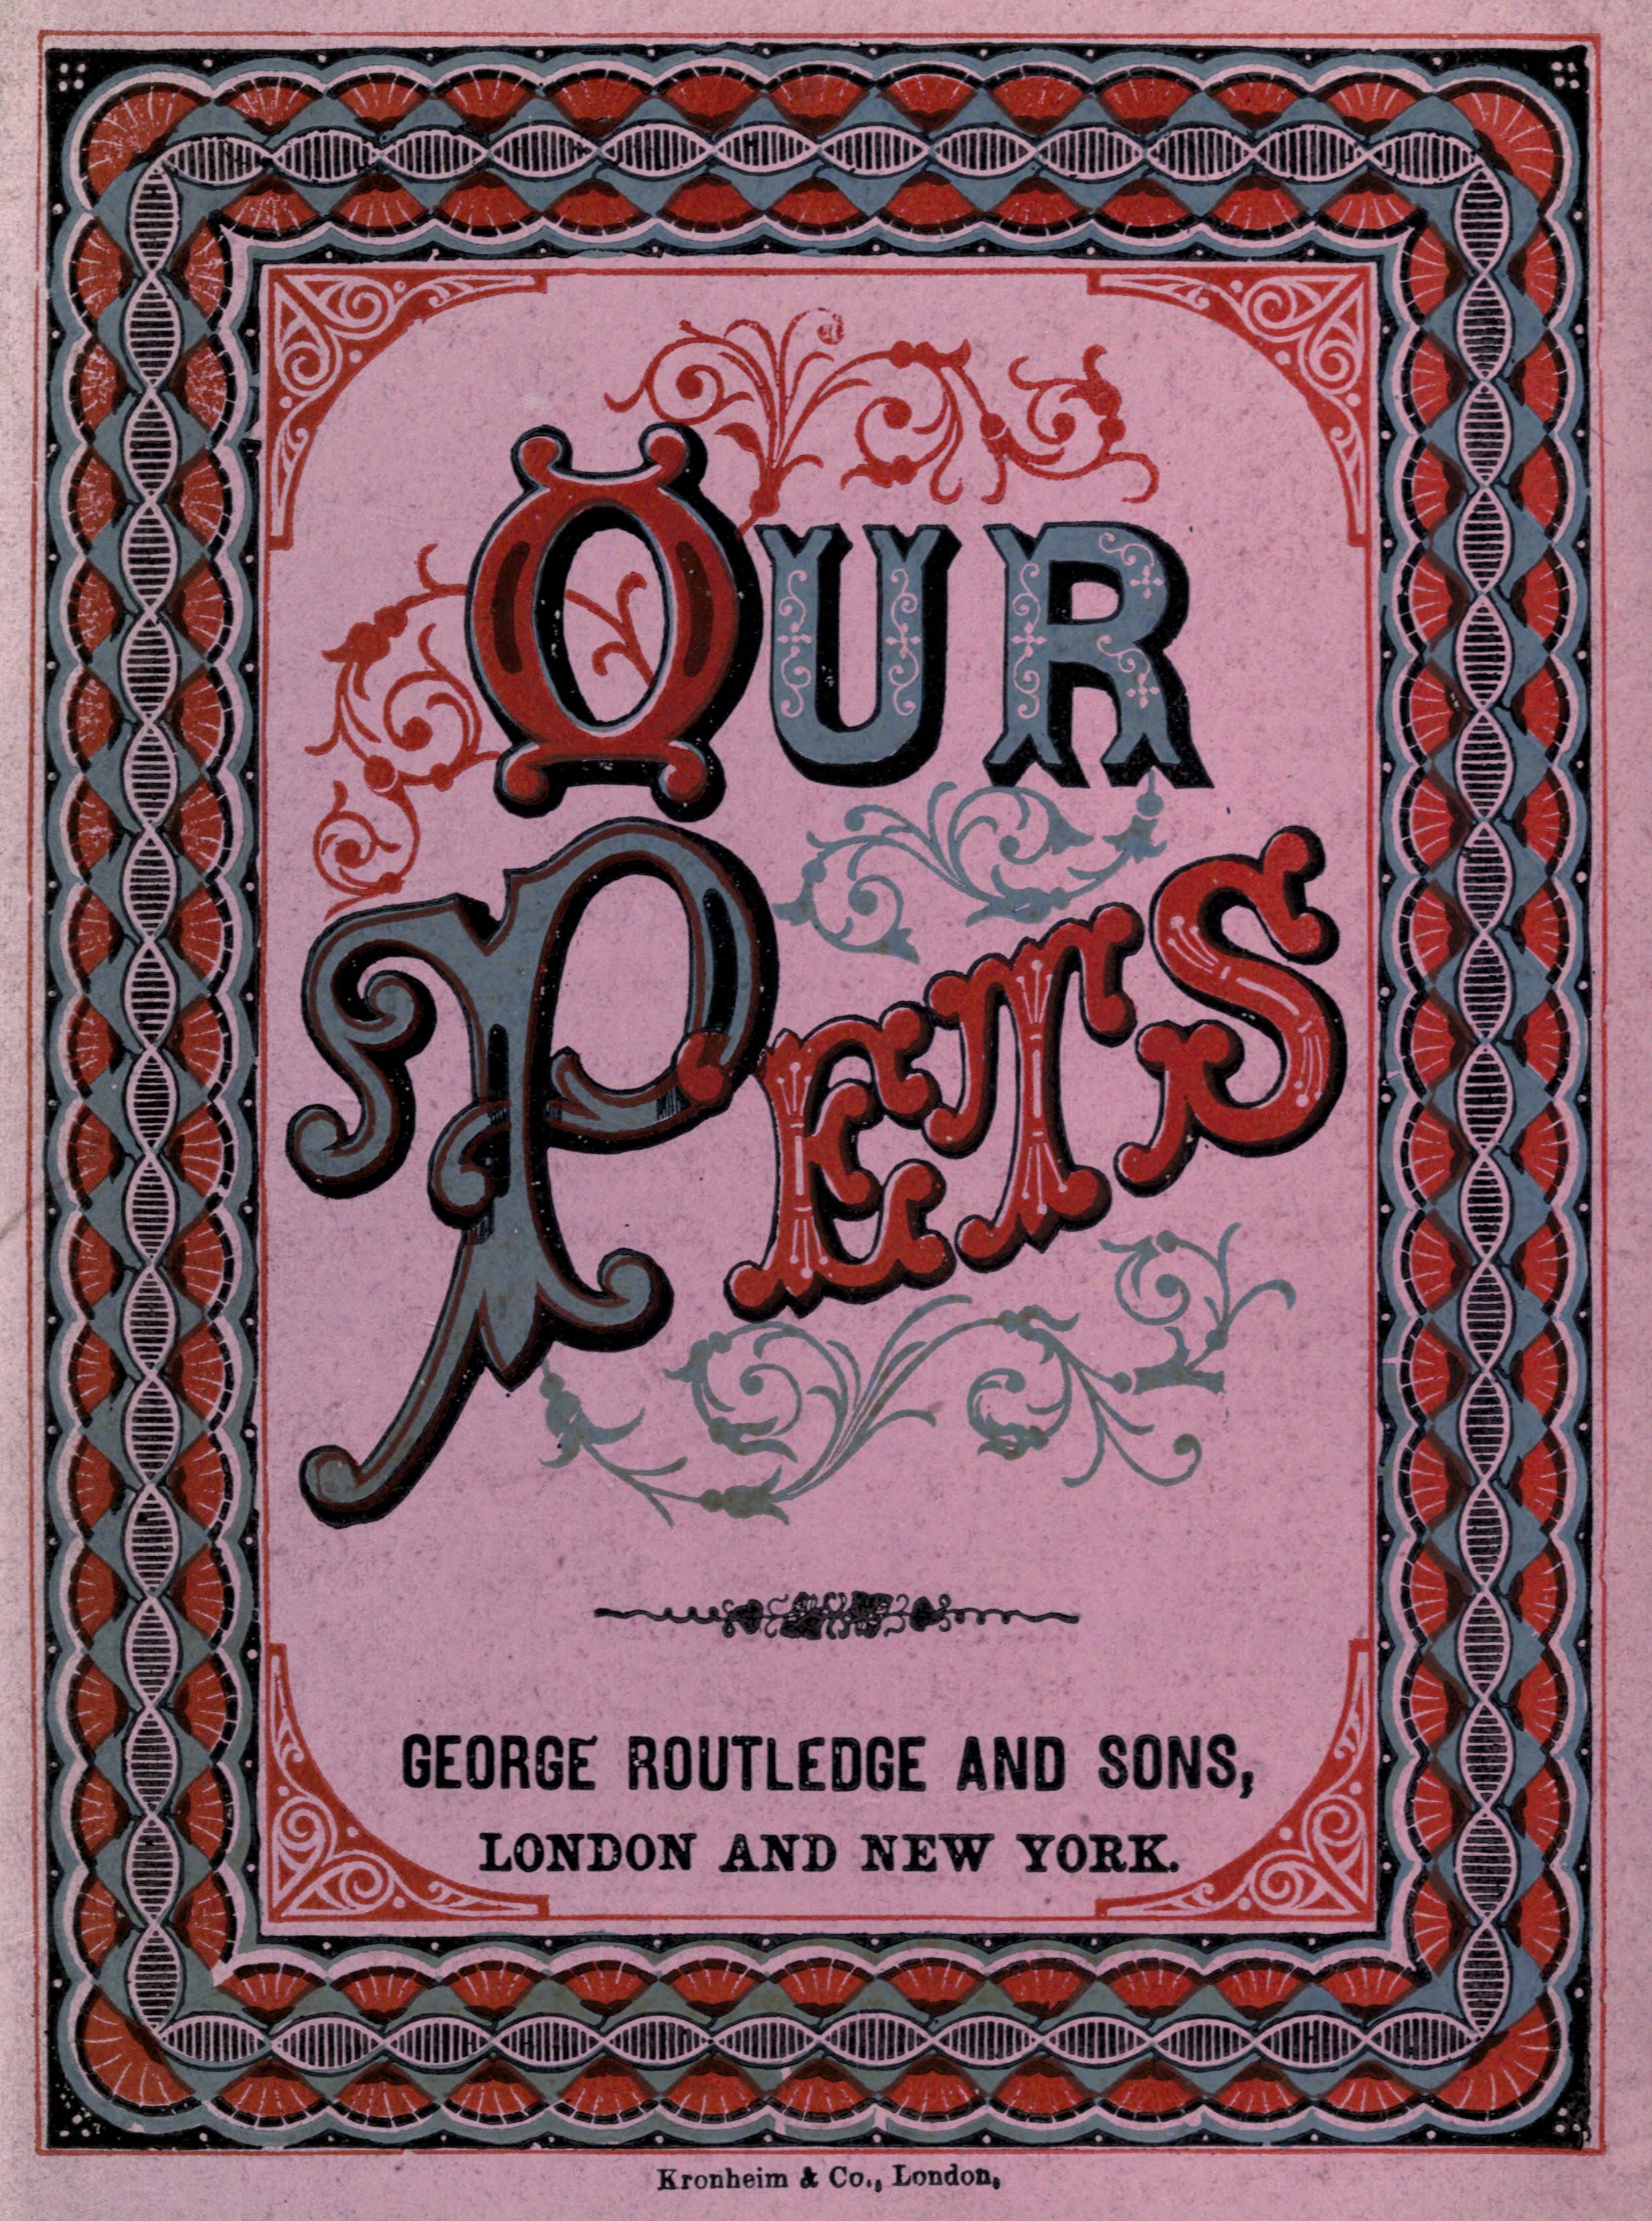 OUR
PETS
GEORGE ROUTLEDGE AND SONS,
LONDON AND NEW YORK.
Kronheim & Co., London,